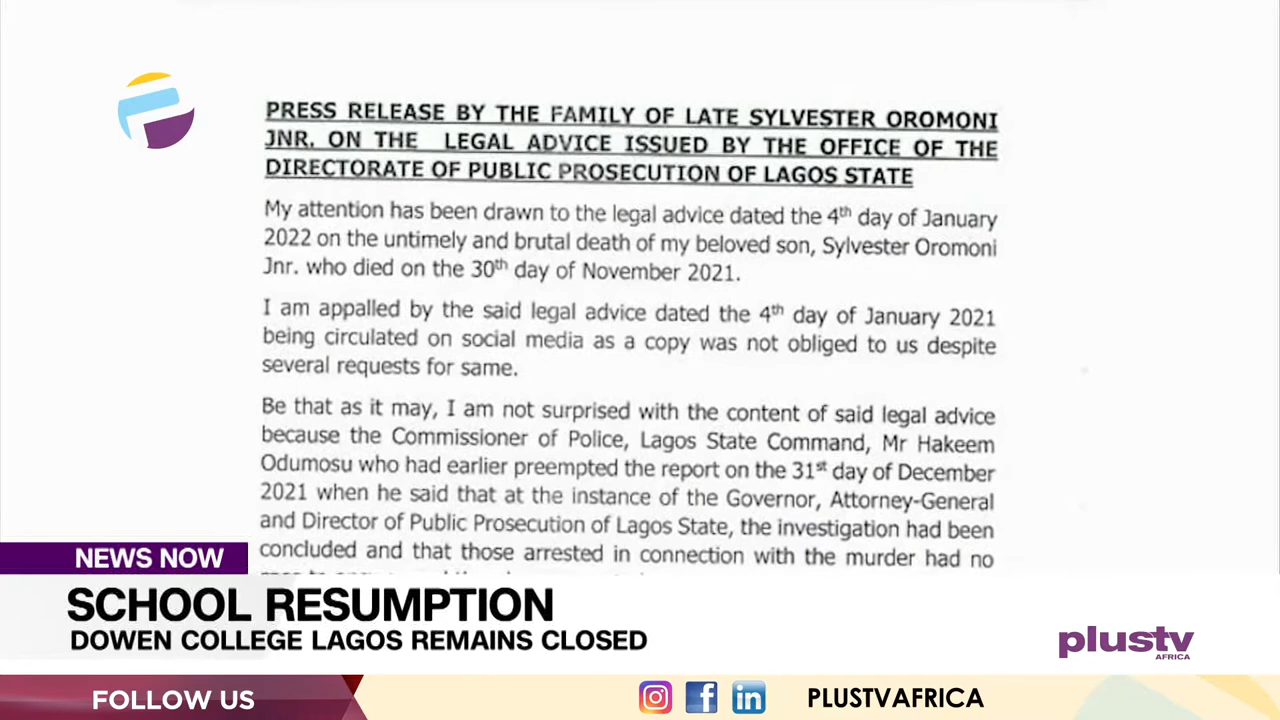 PRESS RELEASE BY THE FAMILY OF LATE SYLVESTER OROMONI
JNR. ON THE LEGAL ADVICE ISSUED BY THE OFFICE OF THE
DIRECTORATE OF PUBLIC PROSECUTION OF LAGOS STATE
My attention has been drawn to the legal advice dated the 4th day of January
2022 on the untimely and brutal death of my beloved son, Sylvester Oromoni
Jnr. who died on the 30th day of November 2021.
I am appalled by the said legal advice dated the 4th day of January 2021
being circulated on social media as a copy was not obliged to us despite
several requests for same.
Be that as it may, I am not surprised with the content of said legal advice
because the Commissioner of Police, Lagos State Command, Mr Hakeem
Odumosu who had earlier preempted the report on the 31st day of December
2021 when he said that at the instance of the Governor, Attorney-General
and Director of Public Prosecution of Lagos State, the investigation had been
concluded and that those arrested in connection with the murder had no
NEWS NOW
SCHOOL RESUMPTION
DOWEN COLLEGE LAGOS REMAINS CLOSED
plustv
AFRICA
FOLLOW US
PLUSTVAFRICA